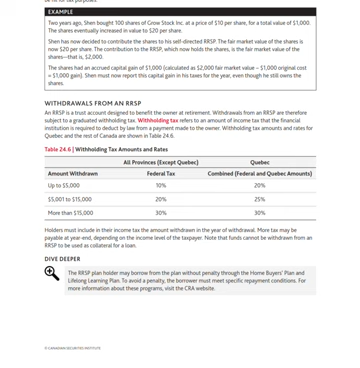 be nil for tax purposes.
EXAMPLE
Two years ago, Shen bought 100 shares of Grow Stock Inc. at a price of $10 per share, for a total value of $1,000.
The shares eventually increased in value to $20 per share.
Shen has now decided to contribute the shares to his self-directed RRSP. The fair market value of the shares is
now $20 per share. The contribution to the RRSP, which now holds the shares, is the fair market value of the
shares—that is, $2,000.
The shares had an accrued capital gain of $1,000 (calculated as $2,000 fair market value – $1,000 original cost
= $1,000 gain). Shen must now report this capital gain in his taxes for the year, even though he still owns the
shares.
WITHDRAWALS FROM AN RRSP
An RRSP is a trust account designed to benefit the owner at retirement. Withdrawals from an RRSP are therefore
subject to a graduated withholding tax. Withholding tax refers to an amount of income tax that the financial
institution is required to deduct by law from a payment made to the owner. Withholding tax amounts and rates for
Quebec and the rest of Canada are shown in Table 24.6.
Table 24.6 | Withholding Tax Amounts and Rates
All Provinces (Except Quebec) Quebec
Amount Withdrawn Federal Tax Combined (Federal and Quebec Amounts)
Up to $5,000 10% 20%
$5,001 to $15,000 20% 25%
More than $15,000 30% 30%
Holders must include in their income tax the amount withdrawn in the year of withdrawal. More tax may be
payable at year-end, depending on the income level of the taxpayer. Note that funds cannot be withdrawn from an
RRSP to be used as collateral for a loan.
DIVE DEEPER
The RRSP plan holder may borrow from the plan without penalty through the Home Buyers' Plan and
Lifelong Learning Plan. To avoid a penalty, the borrower must meet specific repayment conditions. For
more information about these programs, visit the CRA website.
© CANADIAN SECURITIES INSTITUTE